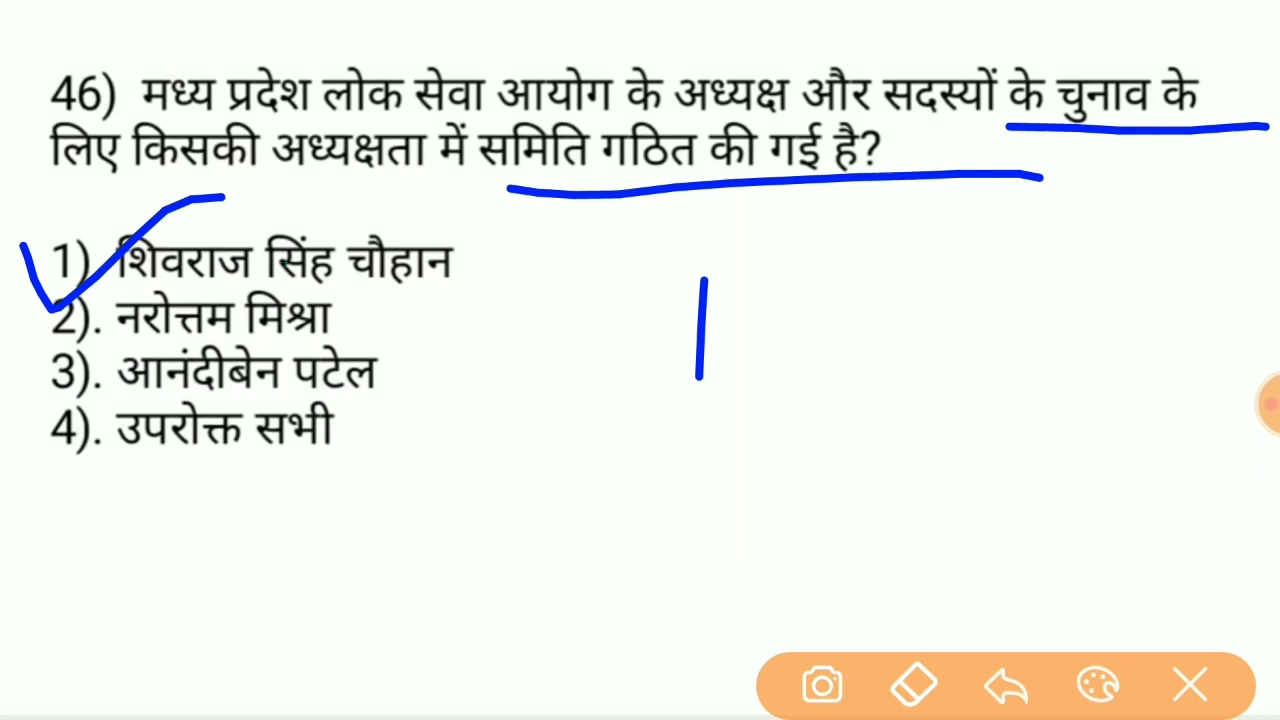 46) मध्य प्रदेश लोक सेवा आयोग के अध्यक्ष और सदस्यों के चुनाव के
लिए किसकी अध्यक्षता में समिति गठित की गई है?
1). शिवराज सिंह चौहान
2). नरोत्तम मिश्रा
3). आनंदीबेन पटेल
4). उपरोक्त सभी